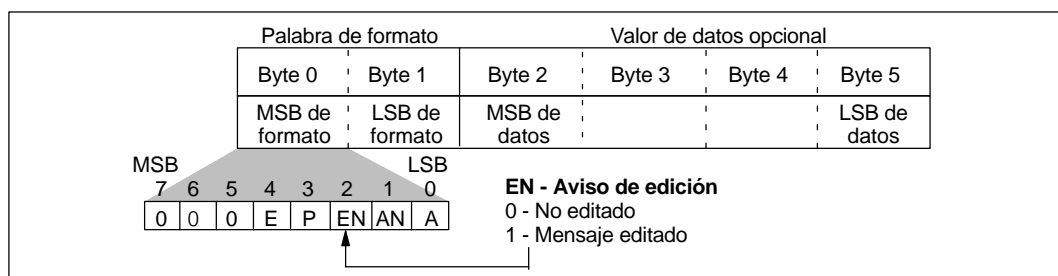 Palabra de formato Valor de datos opcional
Byte 0 Byte 1 Byte 2 Byte 3 Byte 4 Byte 5
MSB de formato LSB de formato MSB de datos LSB de datos
MSB LSB
7 6 5 4 3 2 1 0
0 0 0 E P EN AN A
EN - Aviso de edición
0 - No editado
1 - Mensaje editado